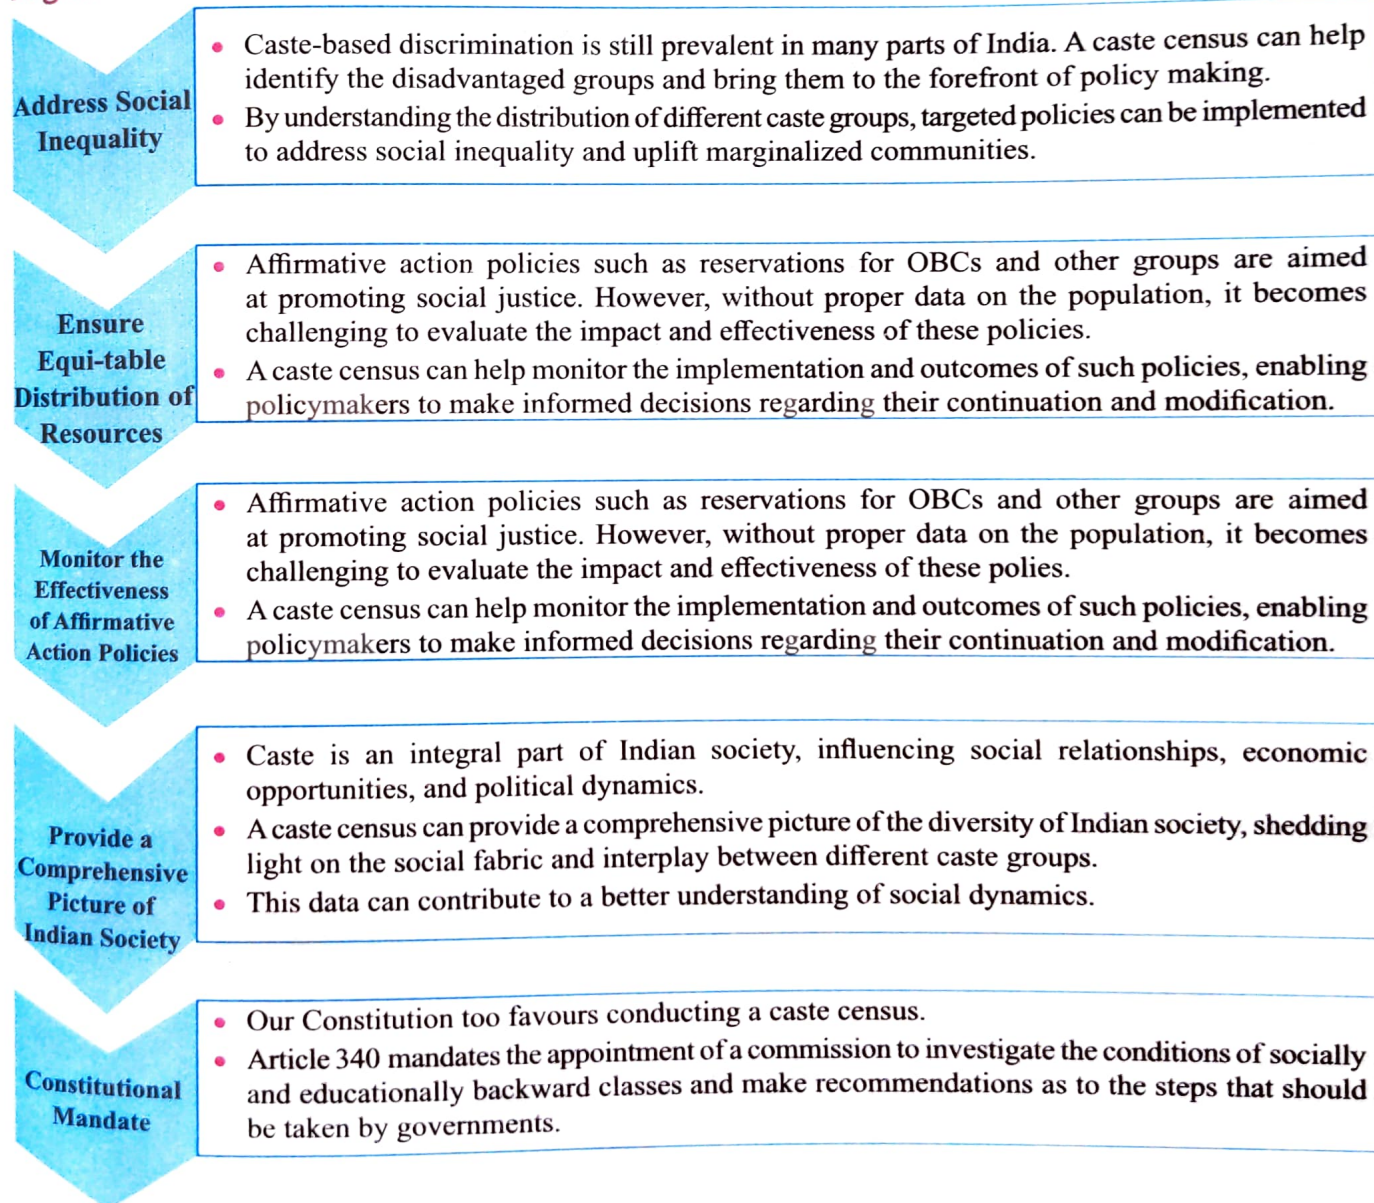 Address Social
Inequality
Caste-based discrimination is still prevalent in many parts of India. A caste census can help
identify the disadvantaged groups and bring them to the forefront of policy making.
By understanding the distribution of different caste groups, targeted policies can be implemented
to address social inequality and uplift marginalized communities.
Ensure
Equi-table
Distribution of
Resources
Affirmative action policies such as reservations for OBCs and other groups are aimed
at promoting social justice. However, without proper data on the population, it becomes
challenging to evaluate the impact and effectiveness of these policies.
A caste census can help monitor the implementation and outcomes of such policies, enabling
policymakers to make informed decisions regarding their continuation and modification.
Monitor the
Effectiveness
of Affirmative
Action Policies
Affirmative action policies such as reservations for OBCs and other groups are aimed
at promoting social justice. However, without proper data on the population, it becomes
challenging to evaluate the impact and effectiveness of these polies.
A caste census can help monitor the implementation and outcomes of such policies, enabling
policymakers to make informed decisions regarding their continuation and modification.
Provide a
Comprehensive
Picture of
Indian Society
Caste is an integral part of Indian society, influencing social relationships, economic
opportunities, and political dynamics.
A caste census can provide a comprehensive picture of the diversity of Indian society, shedding
light on the social fabric and interplay between different caste groups.
This data can contribute to a better understanding of social dynamics.
Constitutional
Mandate
Our Constitution too favours conducting a caste census.
Article 340 mandates the appointment of a commission to investigate the conditions of socially
and educationally backward classes and make recommendations as to the steps that should
be taken by governments.